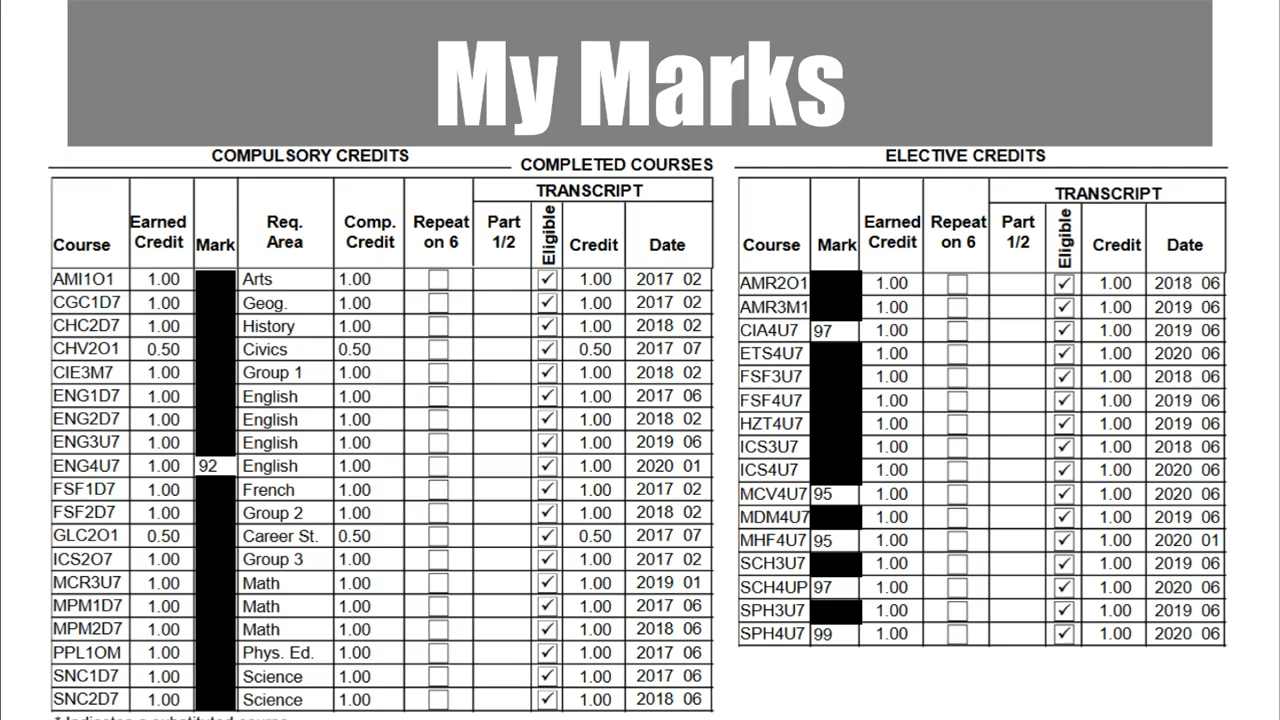 My Marks
COMPULSORY CREDITS
COMPLETED COURSES
TRANSCRIPT
Course Earned Credit Mark Req. Area Comp. Credit Repeat on 6 Part 1/2 Eligible Credit Date
AMI1O1 1.00 Arts 1.00 1.00 2017 02
CGC1D7 1.00 Geog. 1.00 1.00 2017 02
CHC2D7 1.00 History 1.00 1.00 2018 02
CHV2O1 0.50 Civics 0.50 0.50 2017 07
CIE3M7 1.00 Group 1 1.00 1.00 2018 02
ENG1D7 1.00 English 1.00 1.00 2017 06
ENG2D7 1.00 English 1.00 1.00 2018 02
ENG3U7 1.00 English 1.00 1.00 2019 06
ENG4U7 1.00 92 English 1.00 1.00 2020 01
FSF1D7 1.00 French 1.00 1.00 2017 02
FSF2D7 1.00 Group 2 1.00 1.00 2018 02
GLC2O1 0.50 Career St. 0.50 0.50 2017 07
ICS2O7 1.00 Group 3 1.00 1.00 2017 02
MCR3U7 1.00 Math 1.00 1.00 2019 01
MPM1D7 1.00 Math 1.00 1.00 2017 06
MPM2D7 1.00 Math 1.00 1.00 2018 06
PPL1OM 1.00 Phys. Ed. 1.00 1.00 2017 06
SNC1D7 1.00 Science 1.00 1.00 2017 06
SNC2D7 1.00 Science 1.00 1.00 2018 06
* Indicates a substituted course
ELECTIVE CREDITS
TRANSCRIPT
Course Mark Earned Credit Repeat on 6 Part 1/2 Eligible Credit Date
AMR2O1 1.00 1.00 2018 06
AMR3M1 1.00 1.00 2019 06
CIA4U7 97 1.00 1.00 2019 06
ETS4U7 1.00 1.00 2020 06
FSF3U7 1.00 1.00 2018 06
FSF4U7 1.00 1.00 2019 06
HZT4U7 1.00 1.00 2019 06
ICS3U7 1.00 1.00 2018 06
ICS4U7 1.00 1.00 2020 06
MCV4U7 95 1.00 1.00 2020 06
MDM4U7 1.00 1.00 2019 06
MHF4U7 95 1.00 1.00 2020 01
SCH3U7 1.00 1.00 2019 06
SCH4UP 97 1.00 1.00 2020 06
SPH3U7 1.00 1.00 2019 06
SPH4U7 99 1.00 1.00 2020 06